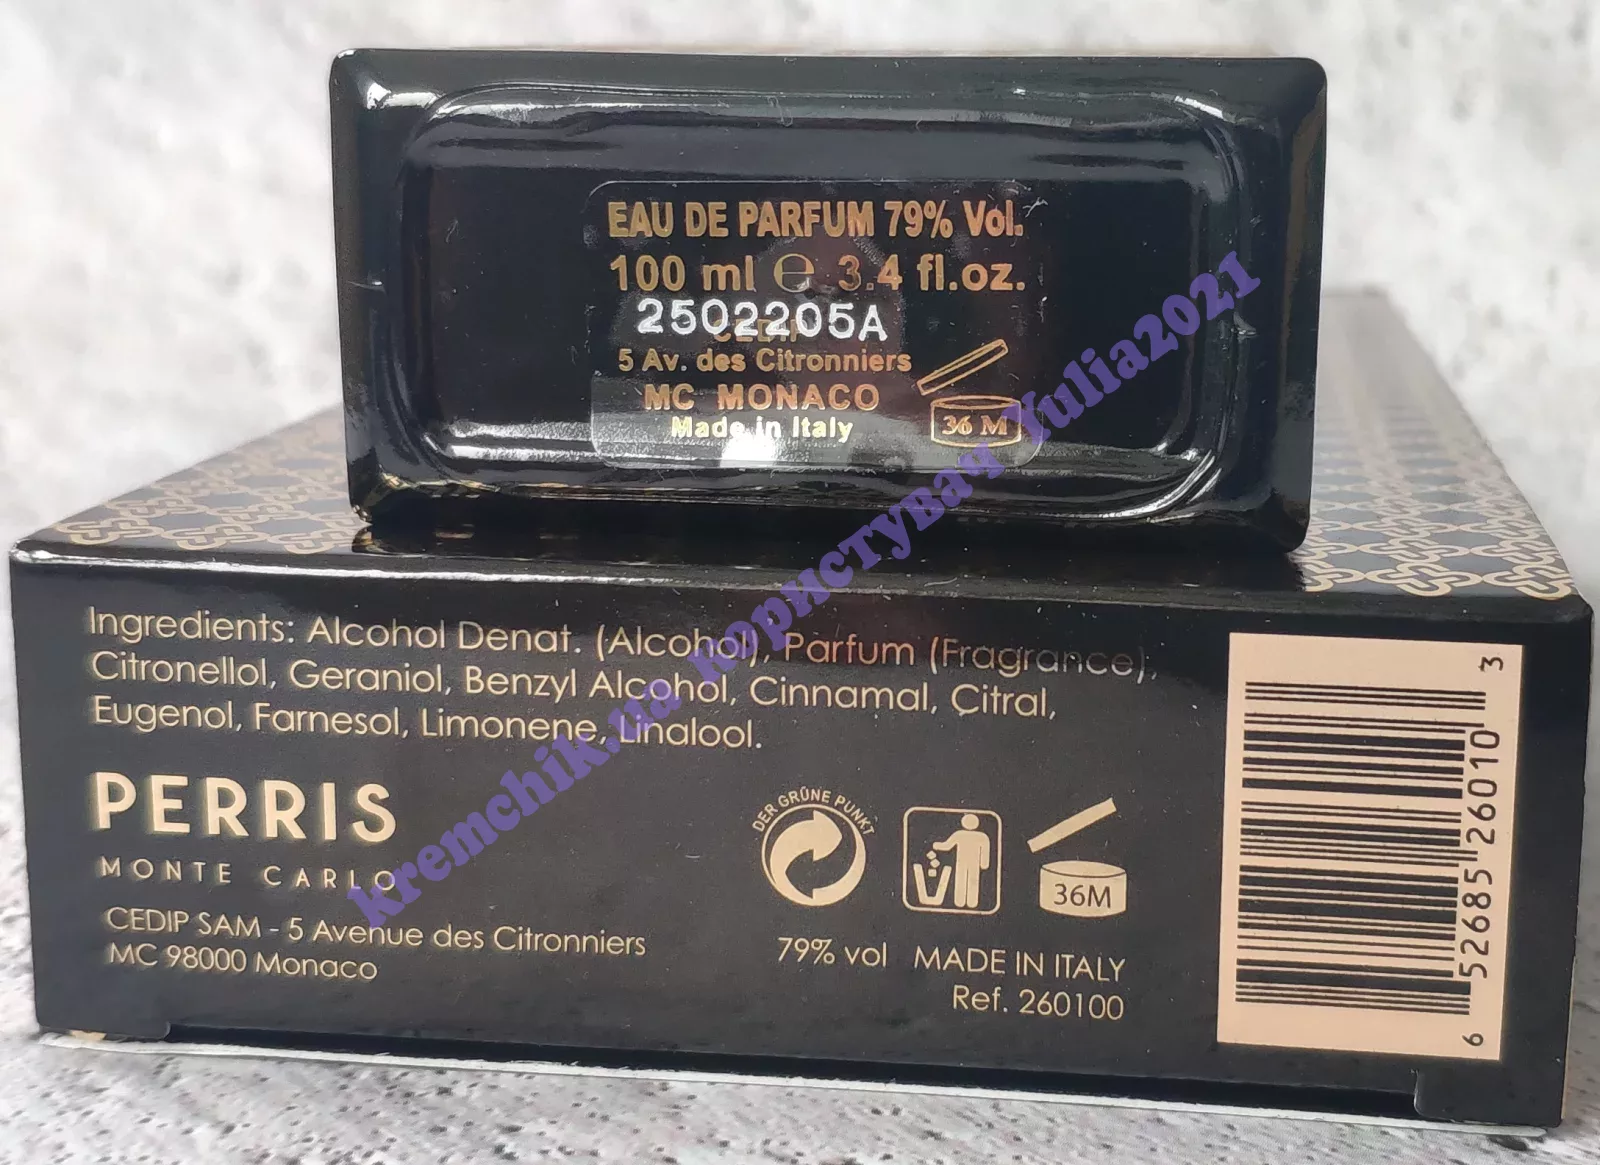 EAU DE PARFUM 79% Vol.
100 ml e 3.4 fl.oz.
2502205A
CEDIP
5 Av. des Citronniers
MC MONACO
Made in Italy
36 M
Ingredients: Alcohol Denat. (Alcohol), Parfum (Fragrance),
Citronellol, Geraniol, Benzyl Alcohol, Cinnamal, Citral,
Eugenol, Farnesol, Limonene, Linalool.
PERRIS
MONTE CARLO
CEDIP SAM - 5 Avenue des Citronniers
MC 98000 Monaco
DER GRÜNE PUNKT
36M
79% vol MADE IN ITALY
Ref. 260100
6 52685 26010 3
kremchik.ua користувач Yulia2021